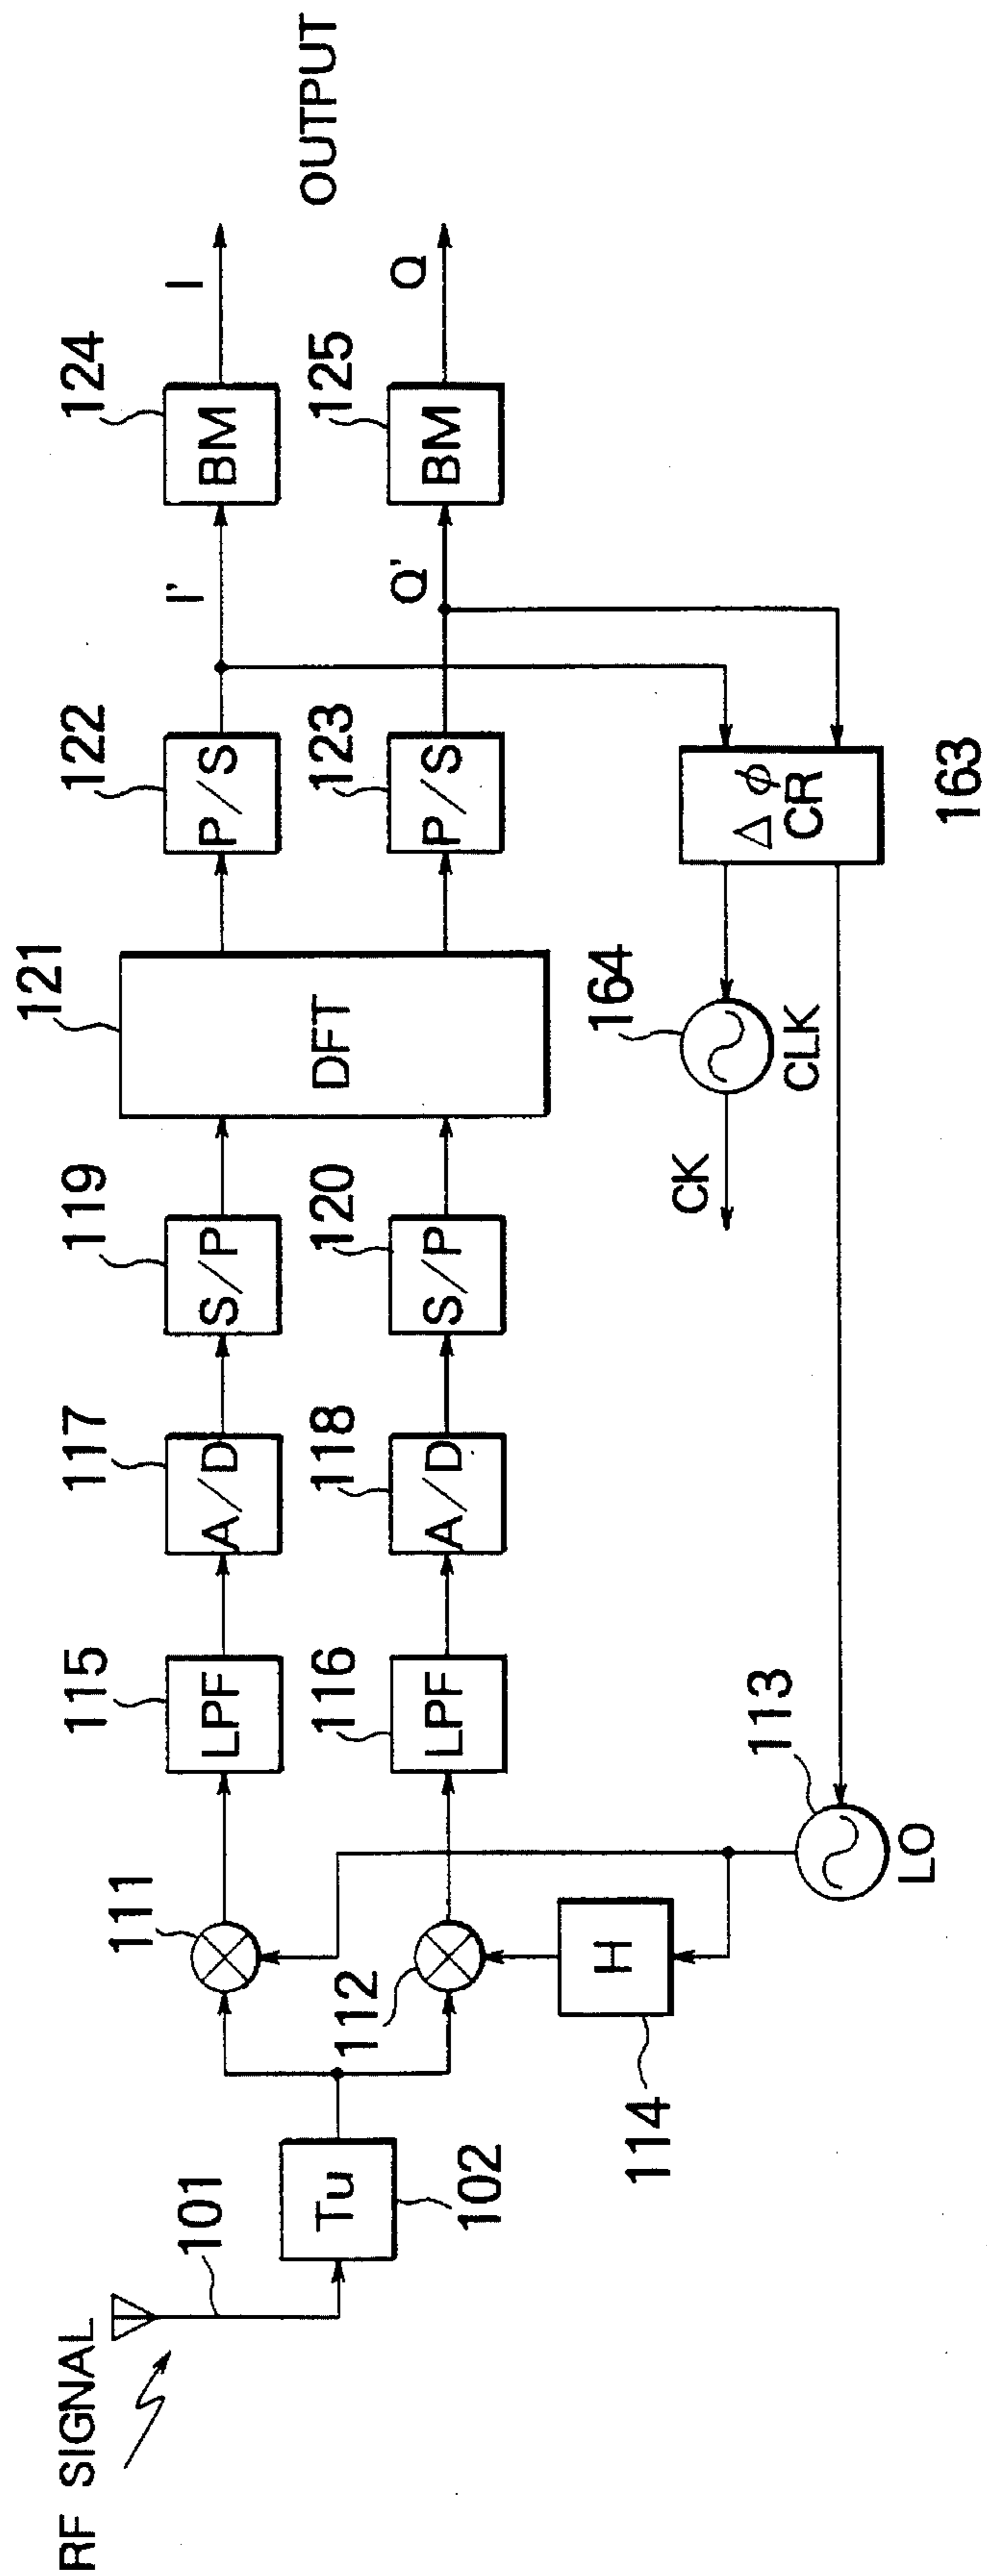 RF SIGNAL
101
Tu
102
111
112
H
114
113
LO
115
LPF
116
LPF
117
A/D
118
A/D
119
S/P
120
S/P
121
DFT
122
P/S
123
P/S
I'
Q'
124
BM
125
BM
I
Q
OUTPUT
CK
164
CLK
Δφ
CR
163